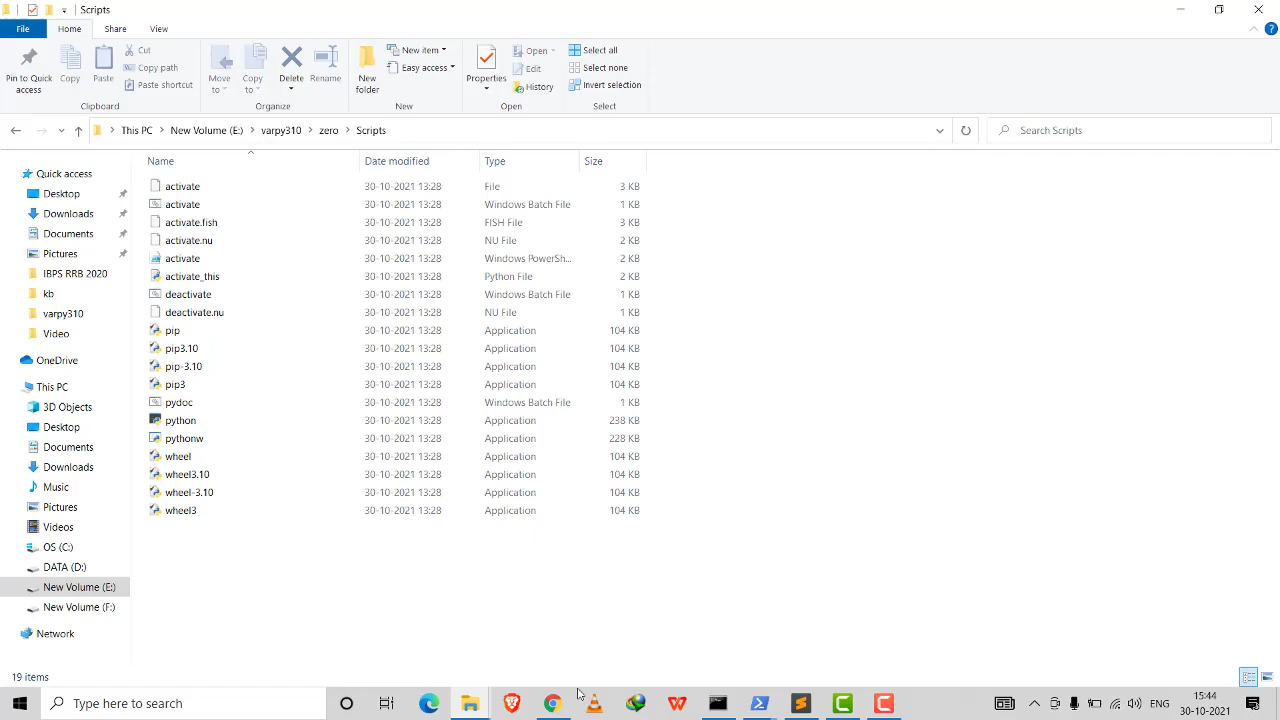 Scripts
File Home Share View
Pin to Quick access
Copy
Paste
Cut
Copy path
Paste shortcut
Move to
Copy to
Delete
Rename
New folder
New item
Easy access
Properties
Open
Edit
History
Select all
Select none
Invert selection
Clipboard Organize New Open Select
This PC New Volume (E:) varpy310 zero Scripts
Search Scripts
Quick access
Desktop
Downloads
Documents
Pictures
IBPS RRB 2020
kb
varpy310
Video
OneDrive
This PC
3D Objects
Desktop
Documents
Downloads
Music
Pictures
Videos
OS (C:)
DATA (D:)
New Volume (E:)
New Volume (F:)
Network
Name Date modified Type Size
activate 30-10-2021 13:28 File 3 KB
activate 30-10-2021 13:28 Windows Batch File 1 KB
activate.fish 30-10-2021 13:28 FISH File 3 KB
activate.nu 30-10-2021 13:28 NU File 2 KB
activate 30-10-2021 13:28 Windows PowerSh... 2 KB
activate_this 30-10-2021 13:28 Python File 2 KB
deactivate 30-10-2021 13:28 Windows Batch File 1 KB
deactivate.nu 30-10-2021 13:28 NU File 1 KB
pip 30-10-2021 13:28 Application 104 KB
pip3.10 30-10-2021 13:28 Application 104 KB
pip-3.10 30-10-2021 13:28 Application 104 KB
pip3 30-10-2021 13:28 Application 104 KB
pydoc 30-10-2021 13:28 Windows Batch File 1 KB
python 30-10-2021 13:28 Application 238 KB
pythonw 30-10-2021 13:28 Application 228 KB
wheel 30-10-2021 13:28 Application 104 KB
wheel3.10 30-10-2021 13:28 Application 104 KB
wheel-3.10 30-10-2021 13:28 Application 104 KB
wheel3 30-10-2021 13:28 Application 104 KB
19 items
Type here to search
ENG
15:44
30-10-2021